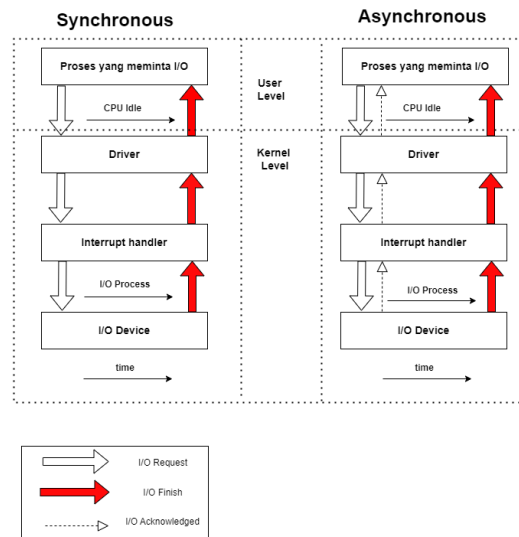 Synchronous
Asynchronous
Proses yang meminta I/O
CPU Idle
Driver
Interrupt handler
I/O Process
I/O Device
time
User
Level
Kernel
Level
Proses yang meminta I/O
CPU Idle
Driver
Interrupt handler
I/O Process
I/O Device
time
I/O Request
I/O Finish
I/O Acknowledged